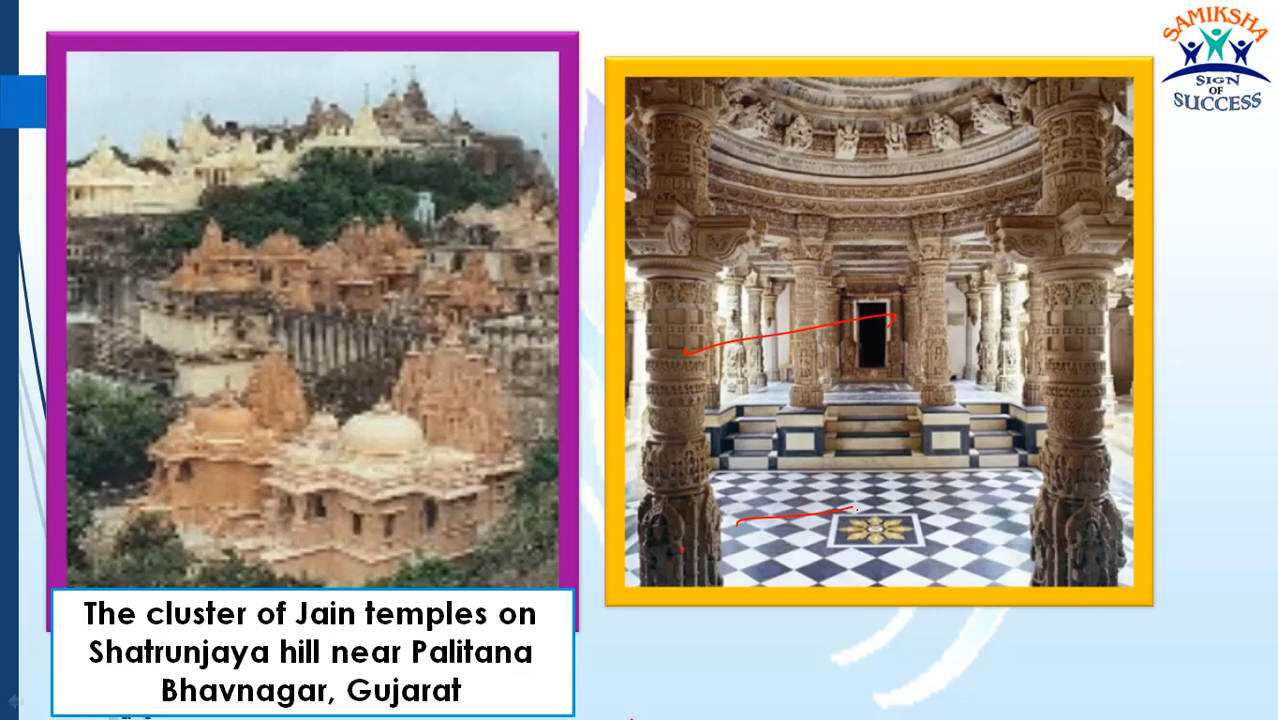 SAMIKSHA
SIGN
OF
SUCCESS
The cluster of Jain temples on
Shatrunjaya hill near Palitana
Bhavnagar, Gujarat